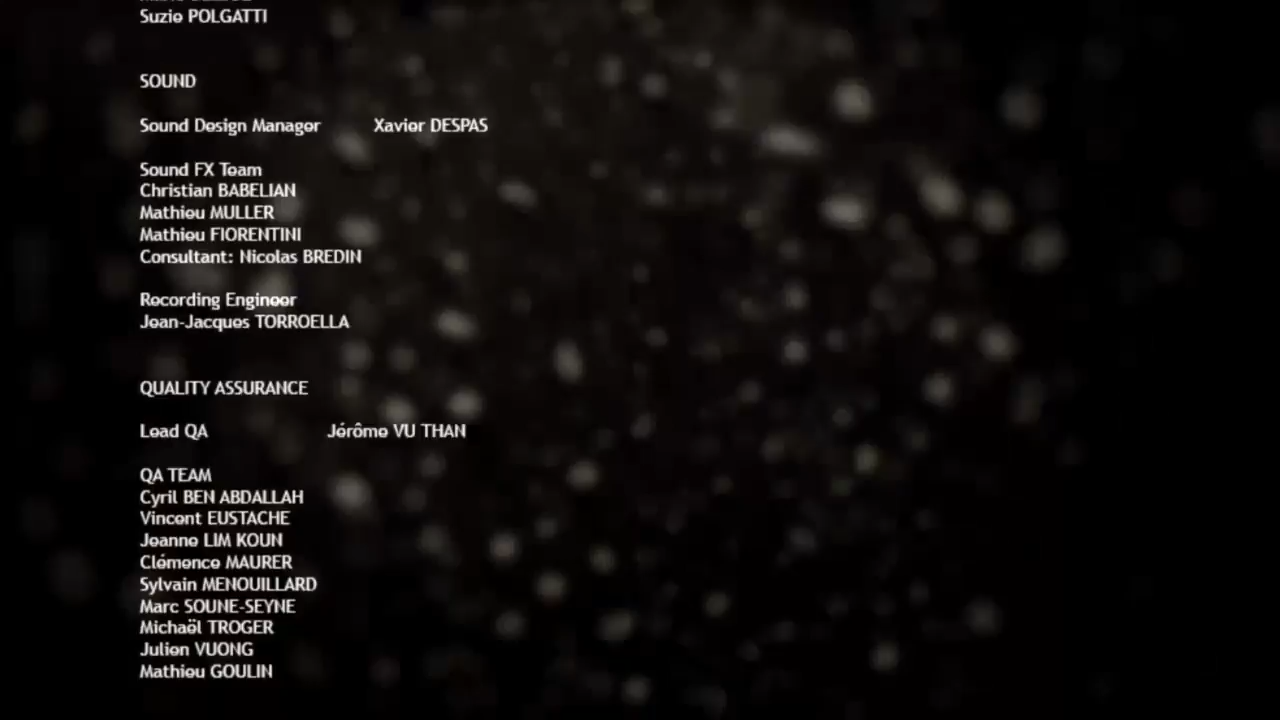 Suzie POLGATTI
SOUND
Sound Design Manager Xavier DESPAS
Sound FX Team
Christian BABELIAN
Mathieu MULLER
Mathieu FIORENTINI
Consultant: Nicolas BREDIN
Recording Engineer
Jean-Jacques TORROELLA
QUALITY ASSURANCE
Lead QA Jérôme VU THAN
QA TEAM
Cyril BEN ABDALLAH
Vincent EUSTACHE
Jeanne LIM KOUN
Clémence MAURER
Sylvain MENOUILLARD
Marc SOUNE-SEYNE
Michaël TROGER
Julien VUONG
Mathieu GOULIN